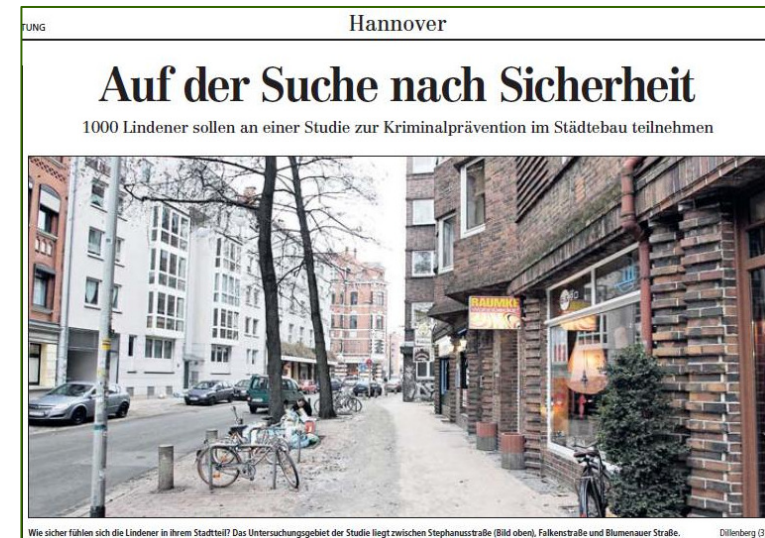 TUNG
Hannover
Auf der Suche nach Sicherheit
1000 Lindener sollen an einer Studie zur Kriminalprävention im Städtebau teilnehmen
RAUMKE
Wie sicher fühlen sich die Lindener in ihrem Stadtteil? Das Untersuchungsgebiet der Studie liegt zwischen Stephanusstraße (Bild oben), Falkenstraße und Blumenauer Straße.
Dillenberg (3